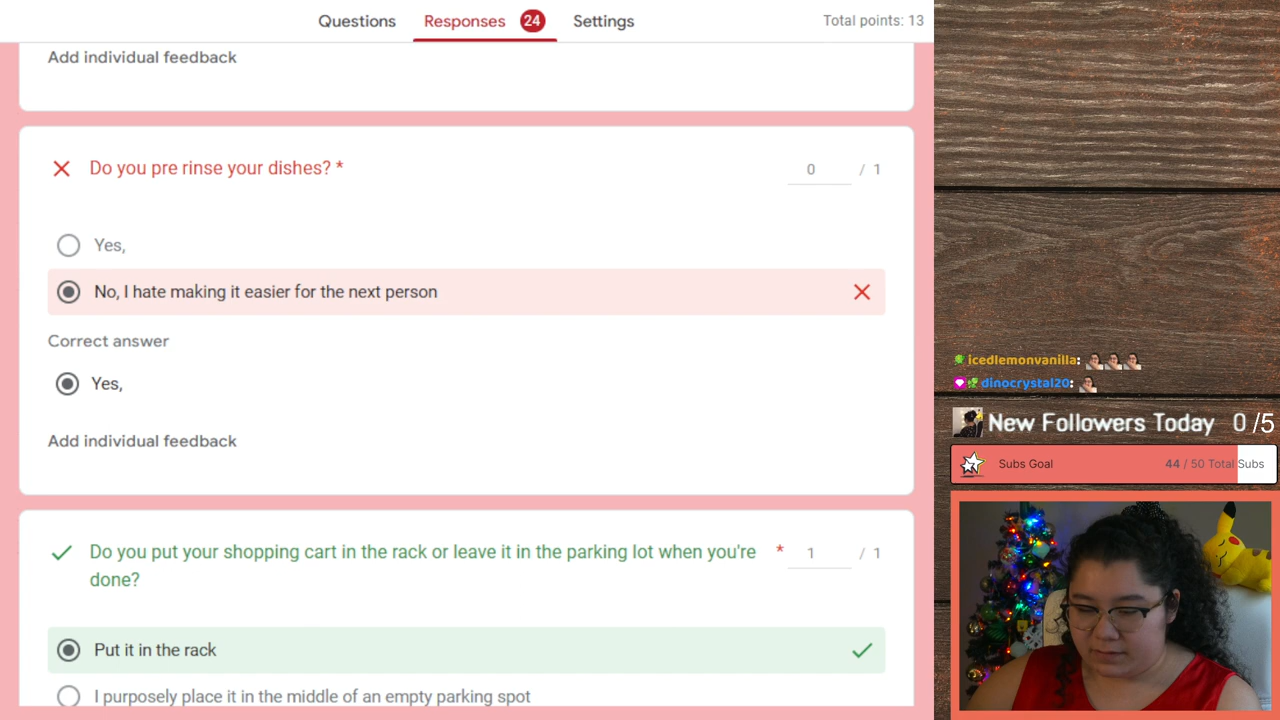 Questions
Responses 24
Settings
Total points: 13
Add individual feedback
Do you pre rinse your dishes? *
0 / 1
Yes,
No, I hate making it easier for the next person
Correct answer
Yes,
Add individual feedback
Do you put your shopping cart in the rack or leave it in the parking lot when you're
done?
* 1 / 1
Put it in the rack
I purposely place it in the middle of an empty parking spot
icedlemonvanilla:
dinocrystal20:
New Followers Today 0 /5
Subs Goal 44 / 50 Total Subs